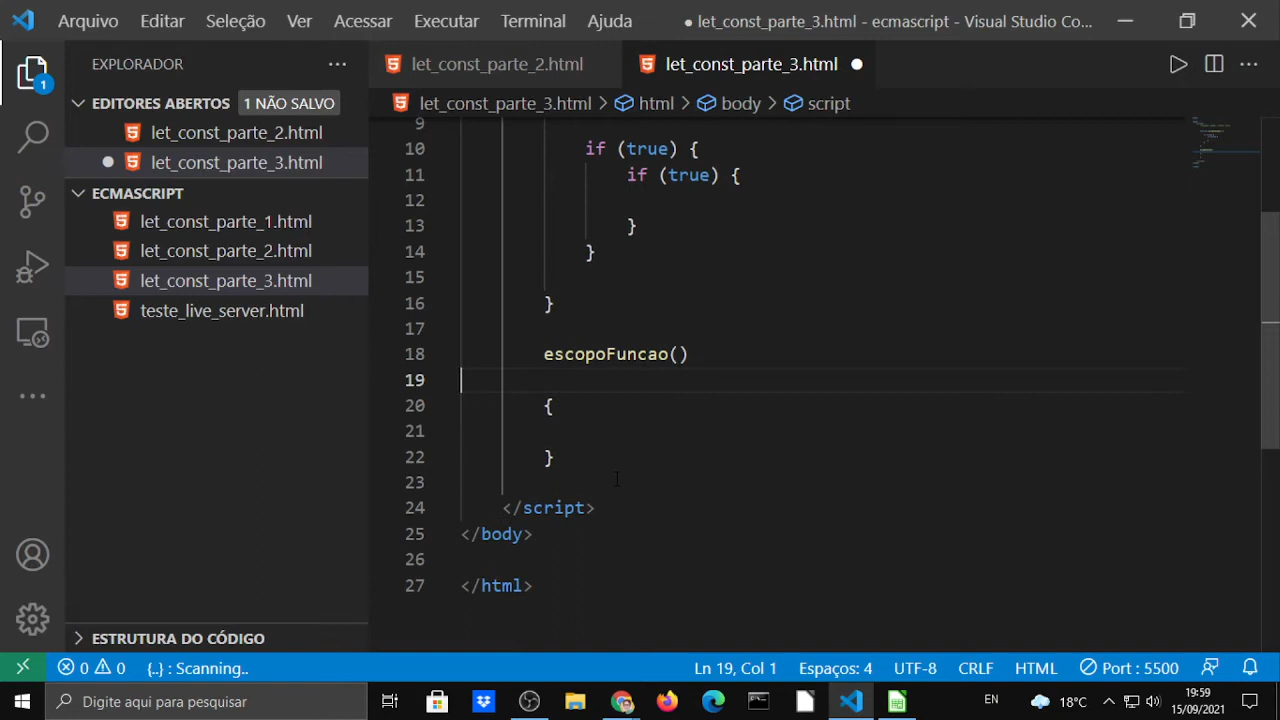 Arquivo Editar Seleção Ver Acessar Executar Terminal Ajuda ● let_const_parte_3.html - ecmascript - Visual Studio Co...
EXPLORADOR
let_const_parte_2.html
let_const_parte_3.html
EDITORES ABERTOS 1 NÃO SALVO
let_const_parte_3.html > html > body > script
let_const_parte_2.html
let_const_parte_3.html
ECMASCRIPT
let_const_parte_1.html
let_const_parte_2.html
let_const_parte_3.html
teste_live_server.html
ESTRUTURA DO CÓDIGO
1
9
10 if (true) {
11 if (true) {
12
13 }
14 }
15
16 }
17
18 escopoFuncao()
19
20 {
21
22 }
23
24 </script>
25 </body>
26
27 </html>
0 0 {..} : Scanning.. Ln 19, Col 1 Espaços: 4 UTF-8 CRLF HTML Port : 5500
Digite aqui para pesquisar EN 18°C 19:59
15/09/2021